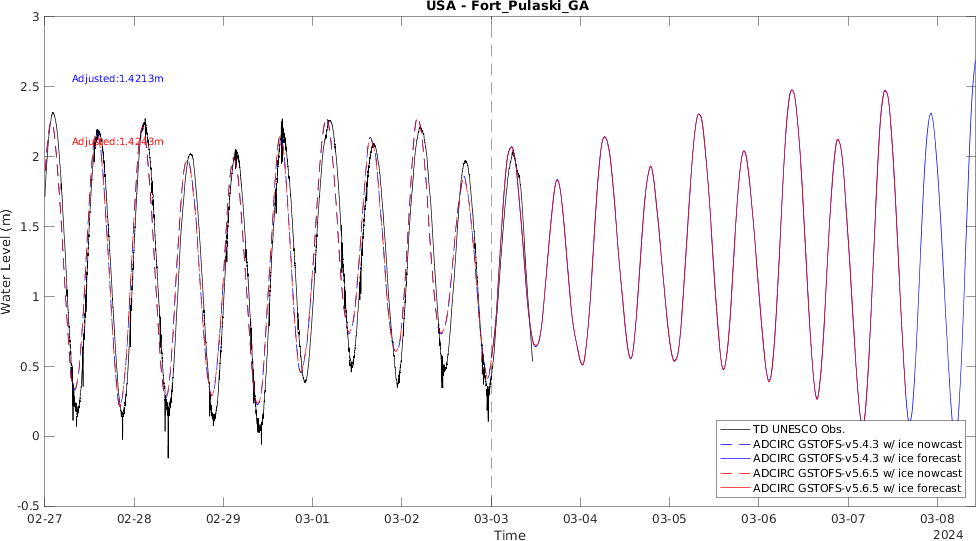 USA - Fort_Pulaski_GA
3
2.5
2
1.5
1
0.5
0
-0.5
Water Level (m)
Adjusted:1.4213m
Adjusted:1.4243m
TD UNESCO Obs.
ADCIRC GSTOFS-v5.4.3 w/ ice nowcast
ADCIRC GSTOFS-v5.4.3 w/ ice forecast
ADCIRC GSTOFS-v5.6.5 w/ ice nowcast
ADCIRC GSTOFS-v5.6.5 w/ ice forecast
02-27 02-28 02-29 03-01 03-02 03-03 03-04 03-05 03-06 03-07 03-08
Time 2024